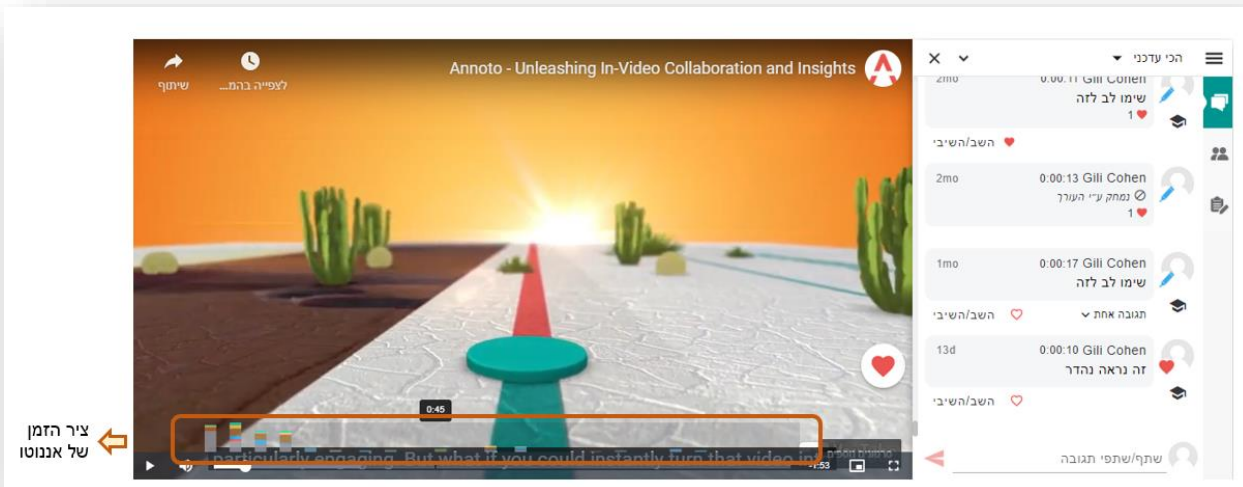 Annoto - Unleashing In-Video Collaboration and Insights
לצפייה בהמ...
שיתוף
0:45
particularly engaging. But what if you could instantly turn that video in
ציר הזמן
של אננוטו
הכי עדכני
2mo
0:00:11 Gili Cohen
שימו לב לזה
1
השב/השיבי
2mo
0:00:13 Gili Cohen
נמחק ע״י העורך
1
1mo
0:00:17 Gili Cohen
שימו לב לזה
תגובה אחת
השב/השיבי
13d
0:00:10 Gili Cohen
זה נראה נהדר
השב/השיבי
שתף/שתפי תגובה